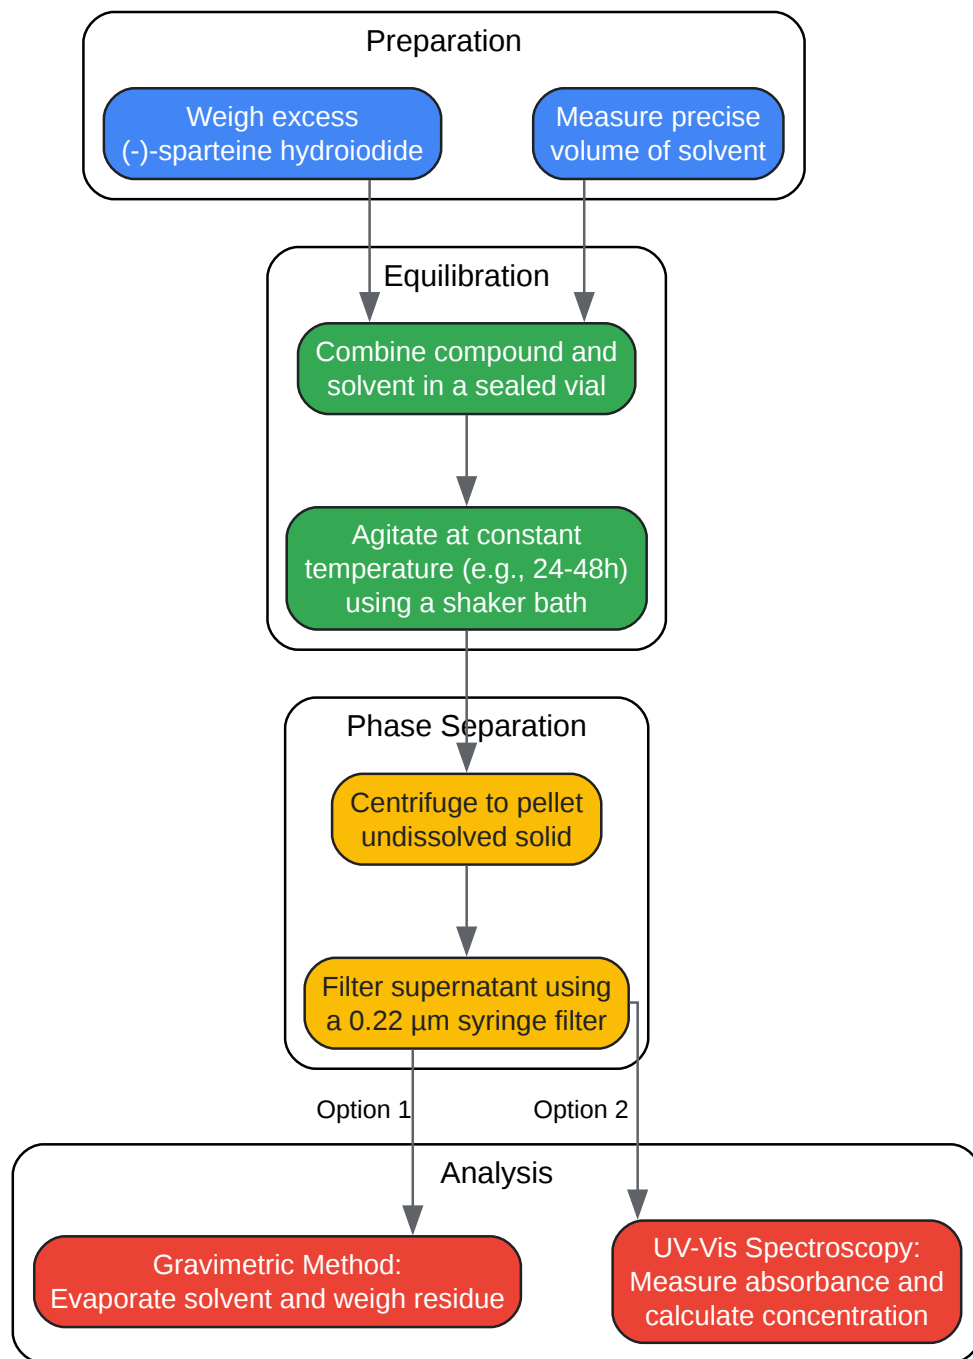 Preparation
Weigh excess
(-)-sparteine hydroiodide
Measure precise
volume of solvent
Equilibration
Combine compound and
solvent in a sealed vial
Agitate at constant
temperature (e.g., 24-48h)
using a shaker bath
Phase Separation
Centrifuge to pellet
undissolved solid
Filter supernatant using
a 0.22 µm syringe filter
Option 1
Option 2
Analysis
Gravimetric Method:
Evaporate solvent and weigh residue
UV-Vis Spectroscopy:
Measure absorbance and
calculate concentration